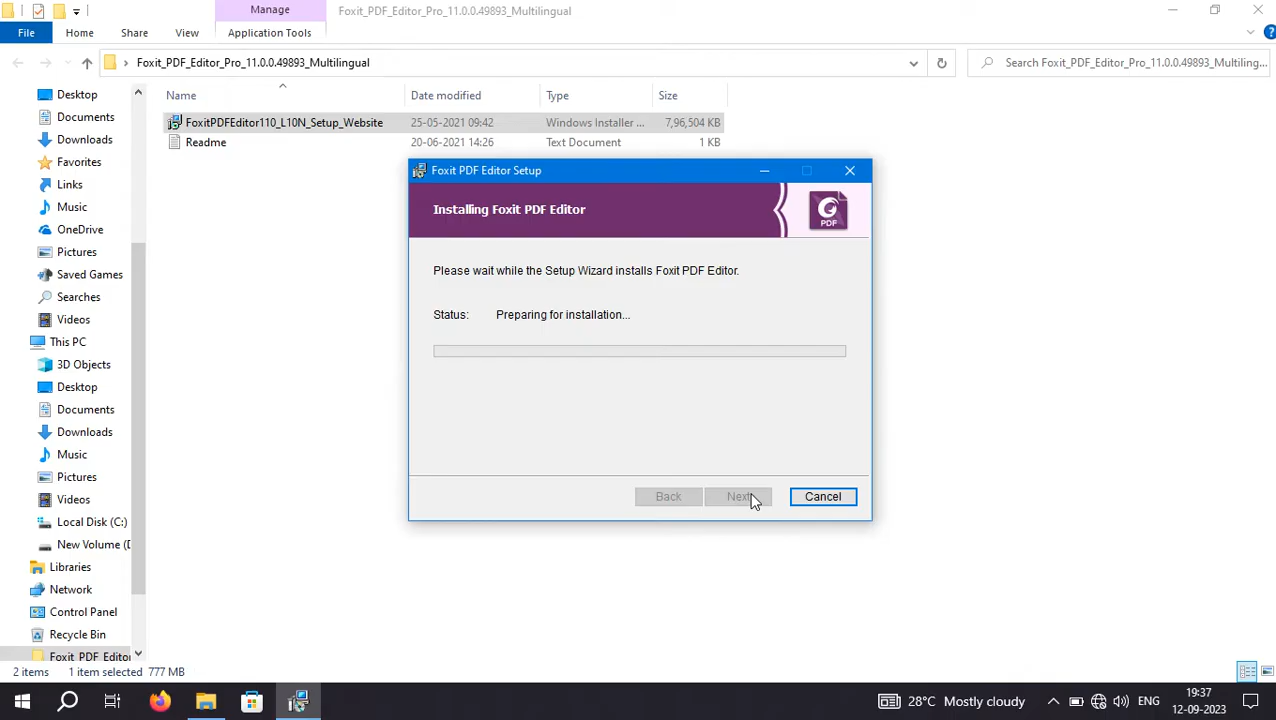 Manage
Foxit_PDF_Editor_Pro_11.0.0.49893_Multilingual
File
Home
Share
View
Application Tools
Foxit_PDF_Editor_Pro_11.0.0.49893_Multilingual
Search Foxit_PDF_Editor_Pro_11.0.0.49893_Multiling...
Name
Date modified
Type
Size
FoxitPDFEditor110_L10N_Setup_Website
25-05-2021 09:42
Windows Installer ...
7,96,504 KB
Readme
20-06-2021 14:26
Text Document
1 KB
Desktop
Documents
Downloads
Favorites
Links
Music
OneDrive
Pictures
Saved Games
Searches
Videos
This PC
3D Objects
Desktop
Documents
Downloads
Music
Pictures
Videos
Local Disk (C:)
New Volume (D
Libraries
Network
Control Panel
Recycle Bin
Foxit_PDF_Editor
Foxit PDF Editor Setup
Installing Foxit PDF Editor
PDF
Please wait while the Setup Wizard installs Foxit PDF Editor.
Status: Preparing for installation...
Back
Next
Cancel
2 items
1 item selected 777 MB
28°C Mostly cloudy
ENG
19:37
12-09-2023